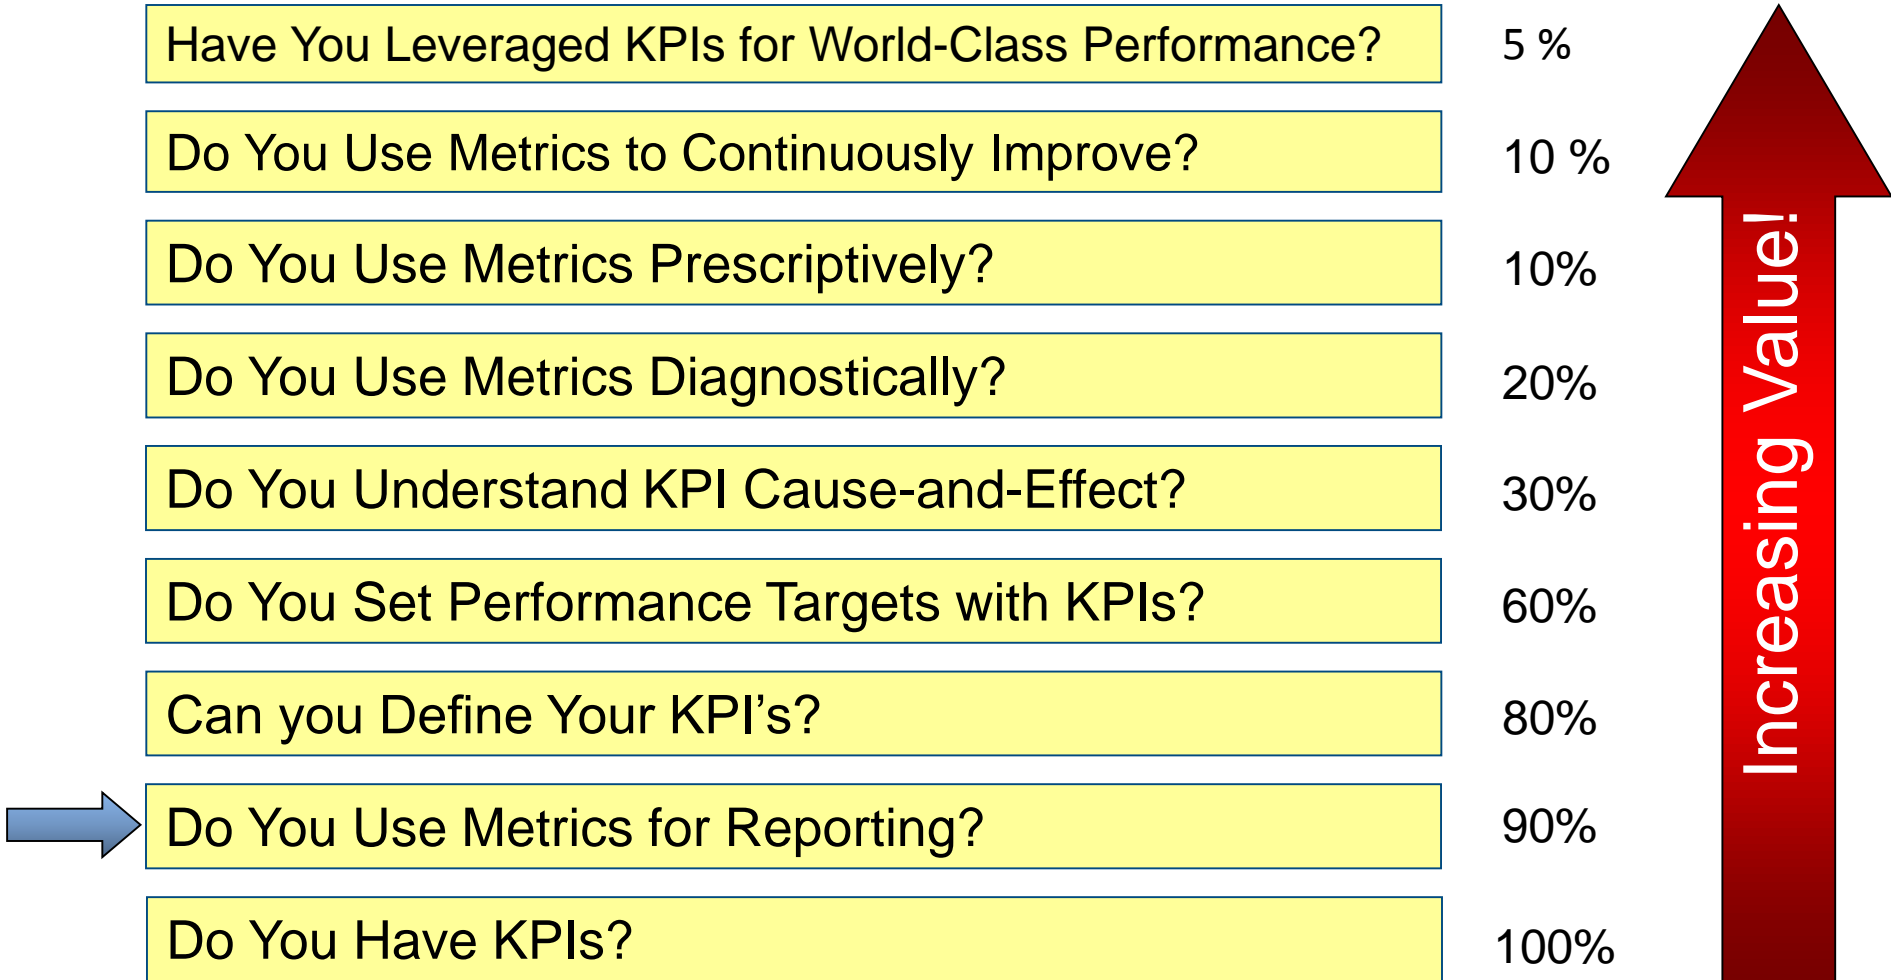 Have You Leveraged KPIs for World-Class Performance?
5 %
Do You Use Metrics to Continuously Improve?
10 %
Do You Use Metrics Prescriptively?
10%
Do You Use Metrics Diagnostically?
20%
Do You Understand KPI Cause-and-Effect?
30%
Do You Set Performance Targets with KPIs?
60%
Can you Define Your KPI’s?
80%
Do You Use Metrics for Reporting?
90%
Do You Have KPIs?
100%
Increasing Value!